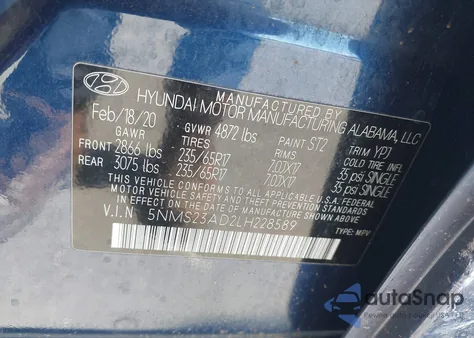 MANUFACTURED BY
HYUNDAI MOTOR MANUFACTURING ALABAMA, LLC
Feb/18/20 GVWR 4872 lbs PAINT ST2 TRIM YPJ
GAWR TIRES RIMS COLD TIRE INF. PRES.
FRONT 2866 lbs 235/65R17 7.0JX17 35 psi SINGLE
REAR 3075 lbs 235/65R17 7.0JX17 35 psi SINGLE
THIS VEHICLE CONFORMS TO ALL APPLICABLE U.S.A. FEDERAL MOTOR
VEHICLE SAFETY AND THEFT PREVENTION STANDARDS IN
EFFECT ON THE DATE OF MANUFACTURE SHOWN ABOVE.
V.I.N 5NMS23AD2LH228589
TYPE: MPV
autoSnap